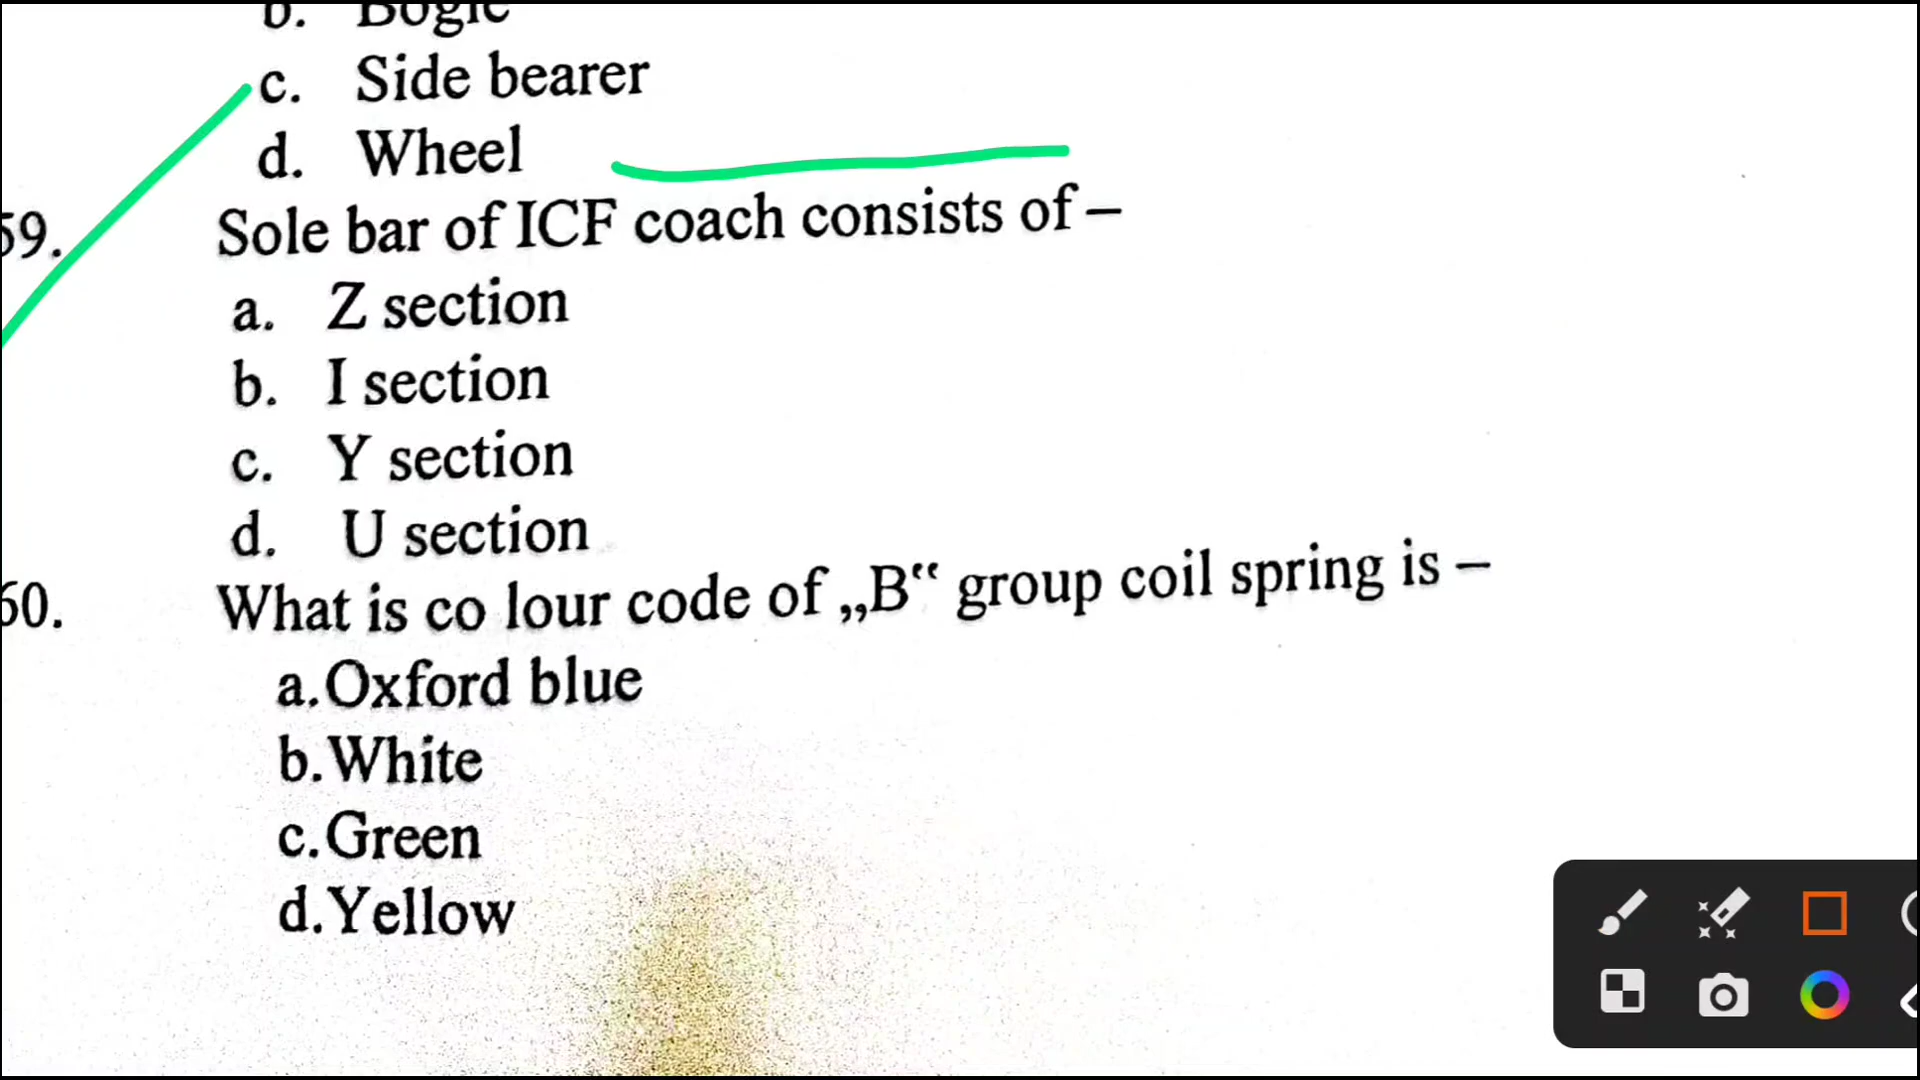 b. Bogie
c. Side bearer
d. Wheel
59. Sole bar of ICF coach consists of –
a. Z section
b. I section
c. Y section
d. U section
60. What is co lour code of „B“ group coil spring is –
a. Oxford blue
b. White
c. Green
d. Yellow